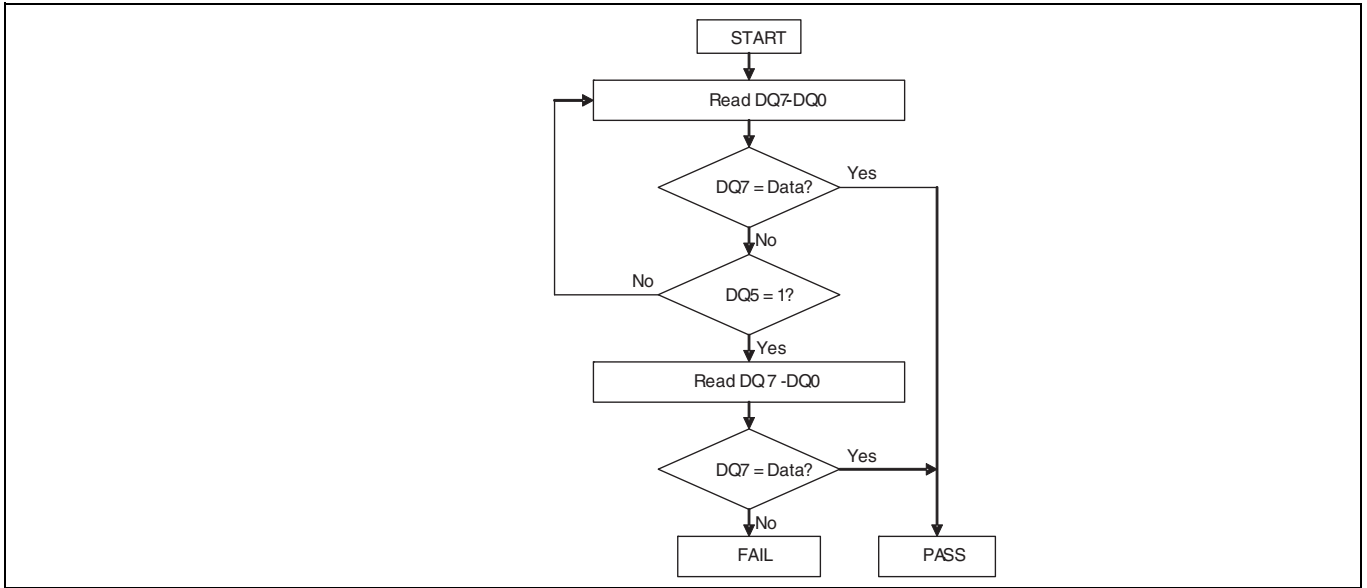 START
Read DQ7-DQ0
DQ7 = Data?
Yes
No
DQ5 = 1?
No
Yes
Read DQ 7 -DQ0
DQ7 = Data?
Yes
No
FAIL
PASS